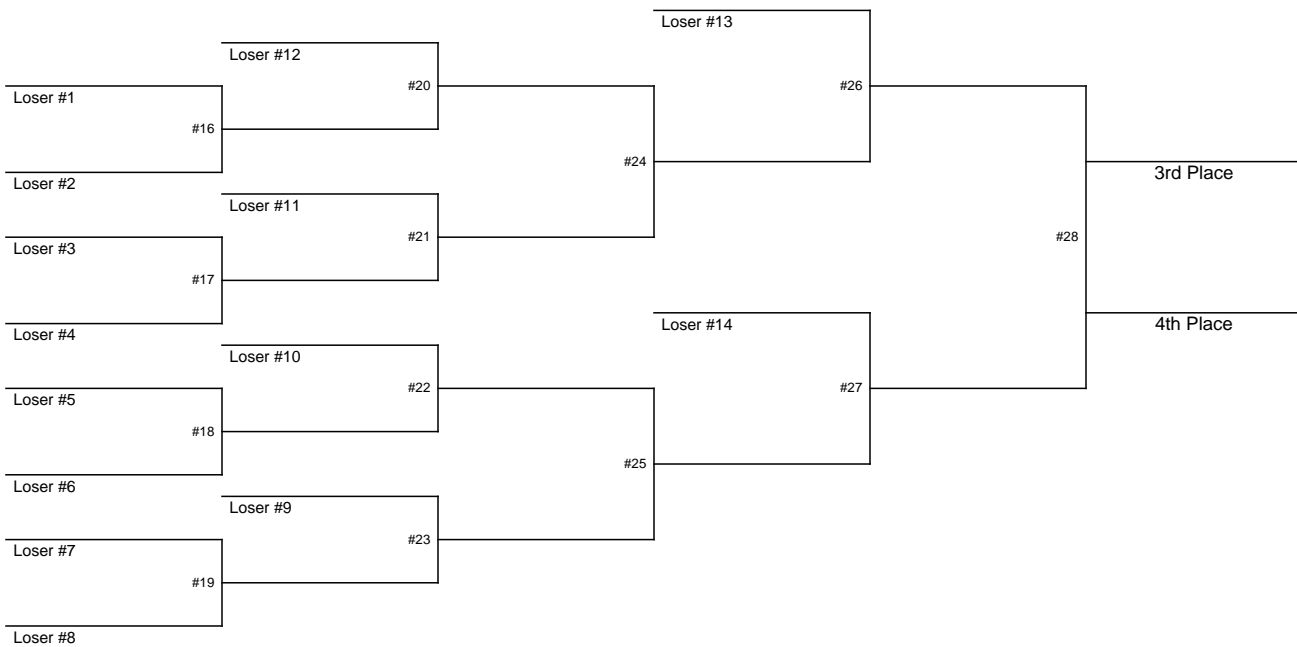 Loser #13
Loser #12
#20
#26
Loser #1
#16
#24
3rd Place
Loser #2
Loser #11
#21
#28
Loser #3
#17
Loser #14
4th Place
Loser #4
Loser #10
#22
#27
Loser #5
#18
#25
Loser #6
Loser #9
#23
Loser #7
#19
Loser #8